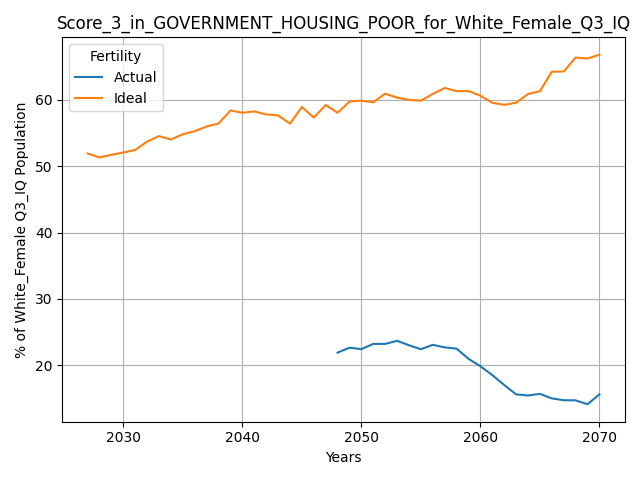 Score_3_in_GOVERNMENT_HOUSING_POOR_for_White_Female_Q3_IQ
Fertility
Actual
Ideal
% of White_Female Q3_IQ Population
60
50
40
30
20
2030
2040
2050
2060
2070
Years